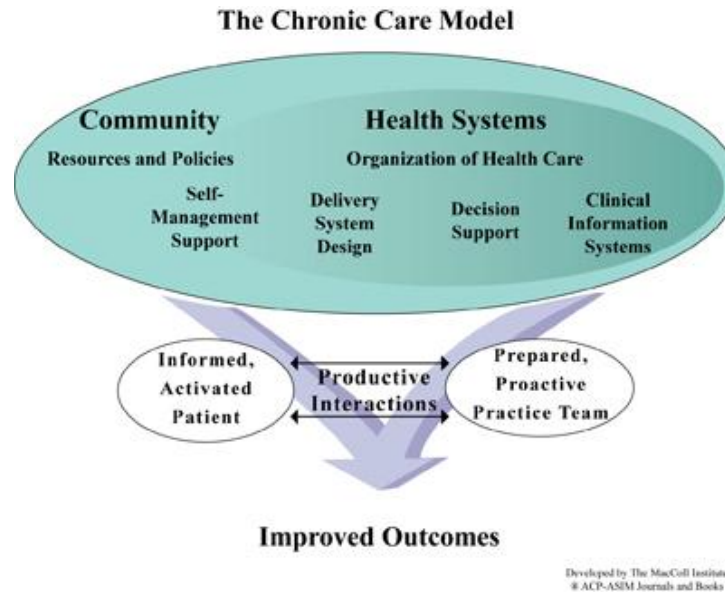 The Chronic Care Model
Community
Health Systems
Resources and Policies
Organization of Health Care
Self-
Management
Support
Delivery
System
Design
Decision
Support
Clinical
Information
Systems
Informed,
Activated
Patient
Productive
Interactions
Prepared,
Proactive
Practice Team
Improved Outcomes
Developed by The MacColl Institute
® ACP-ASIM Journals and Books